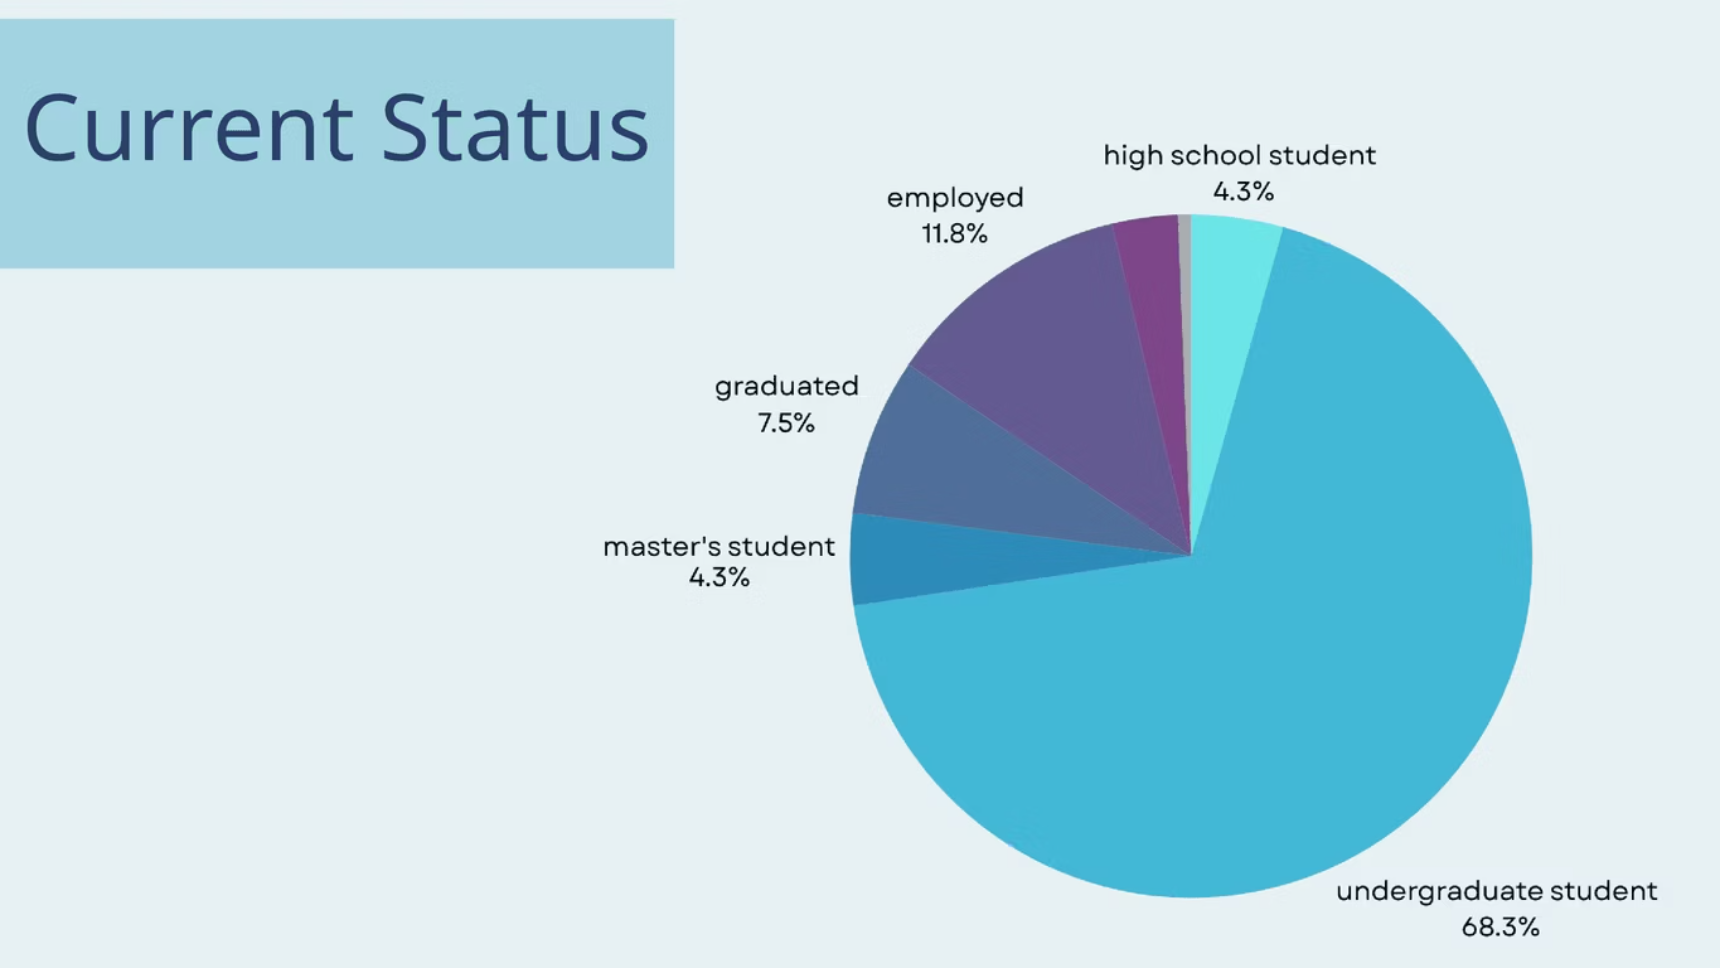 Current Status
high school student
4.3%
employed
11.8%
graduated
7.5%
master's student
4.3%
undergraduate student
68.3%